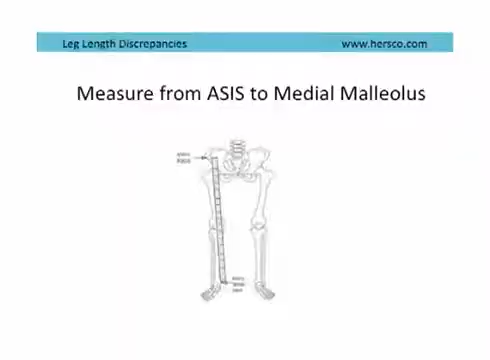 Leg Length Discrepancies
www.hersco.com
Measure from ASIS to Medial Malleolus